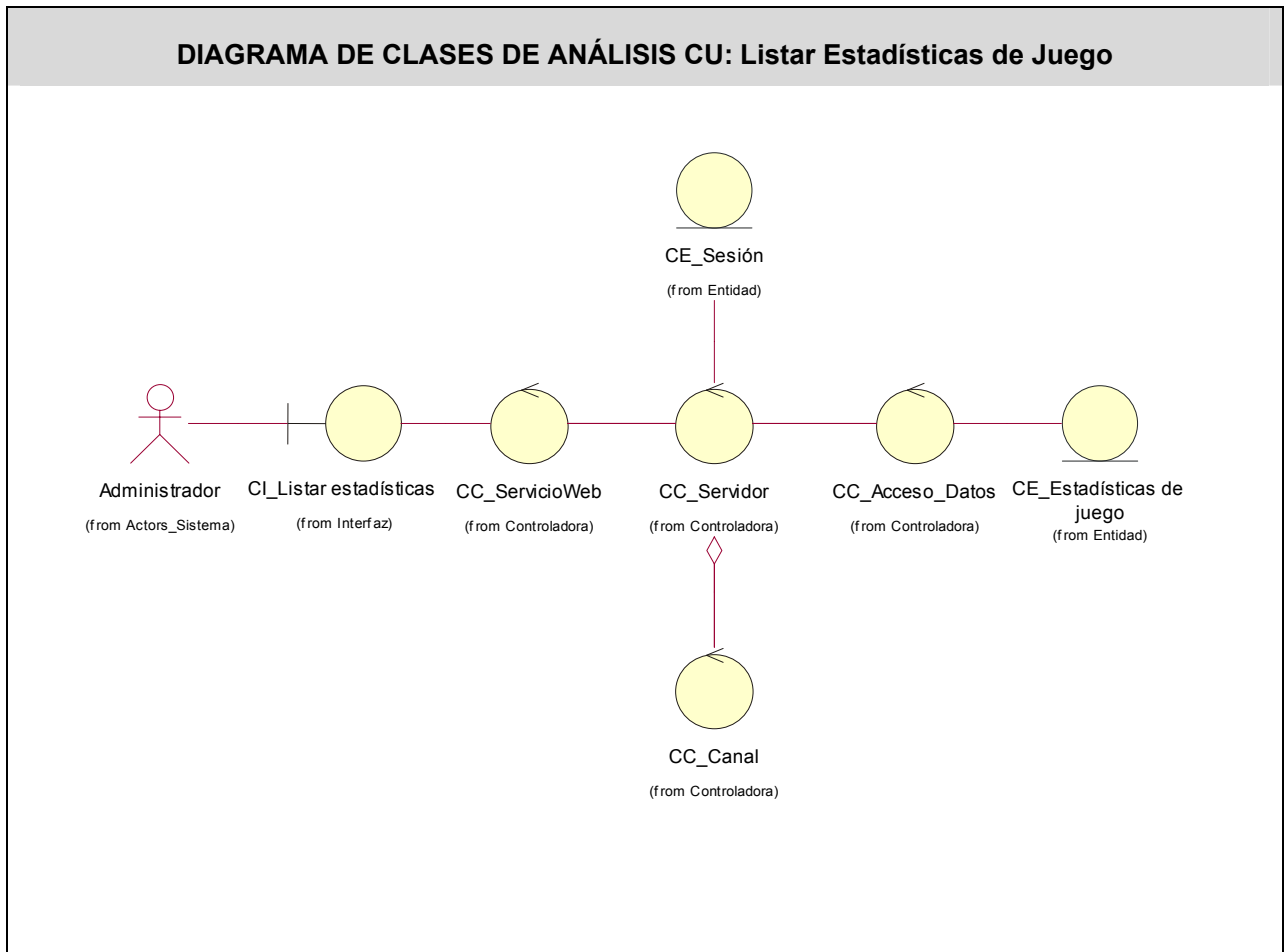 DIAGRAMA DE CLASES DE ANÁLISIS CU: Listar Estadísticas de Juego
CE_Sesión
(from Entidad)
Administrador
(from Actors_Sistema)
CI_Listar estadísticas
(from Interfaz)
CC_ServicioWeb
(from Controladora)
CC_Servidor
(from Controladora)
CC_Acceso_Datos
(from Controladora)
CE_Estadísticas de
juego
(from Entidad)
CC_Canal
(from Controladora)